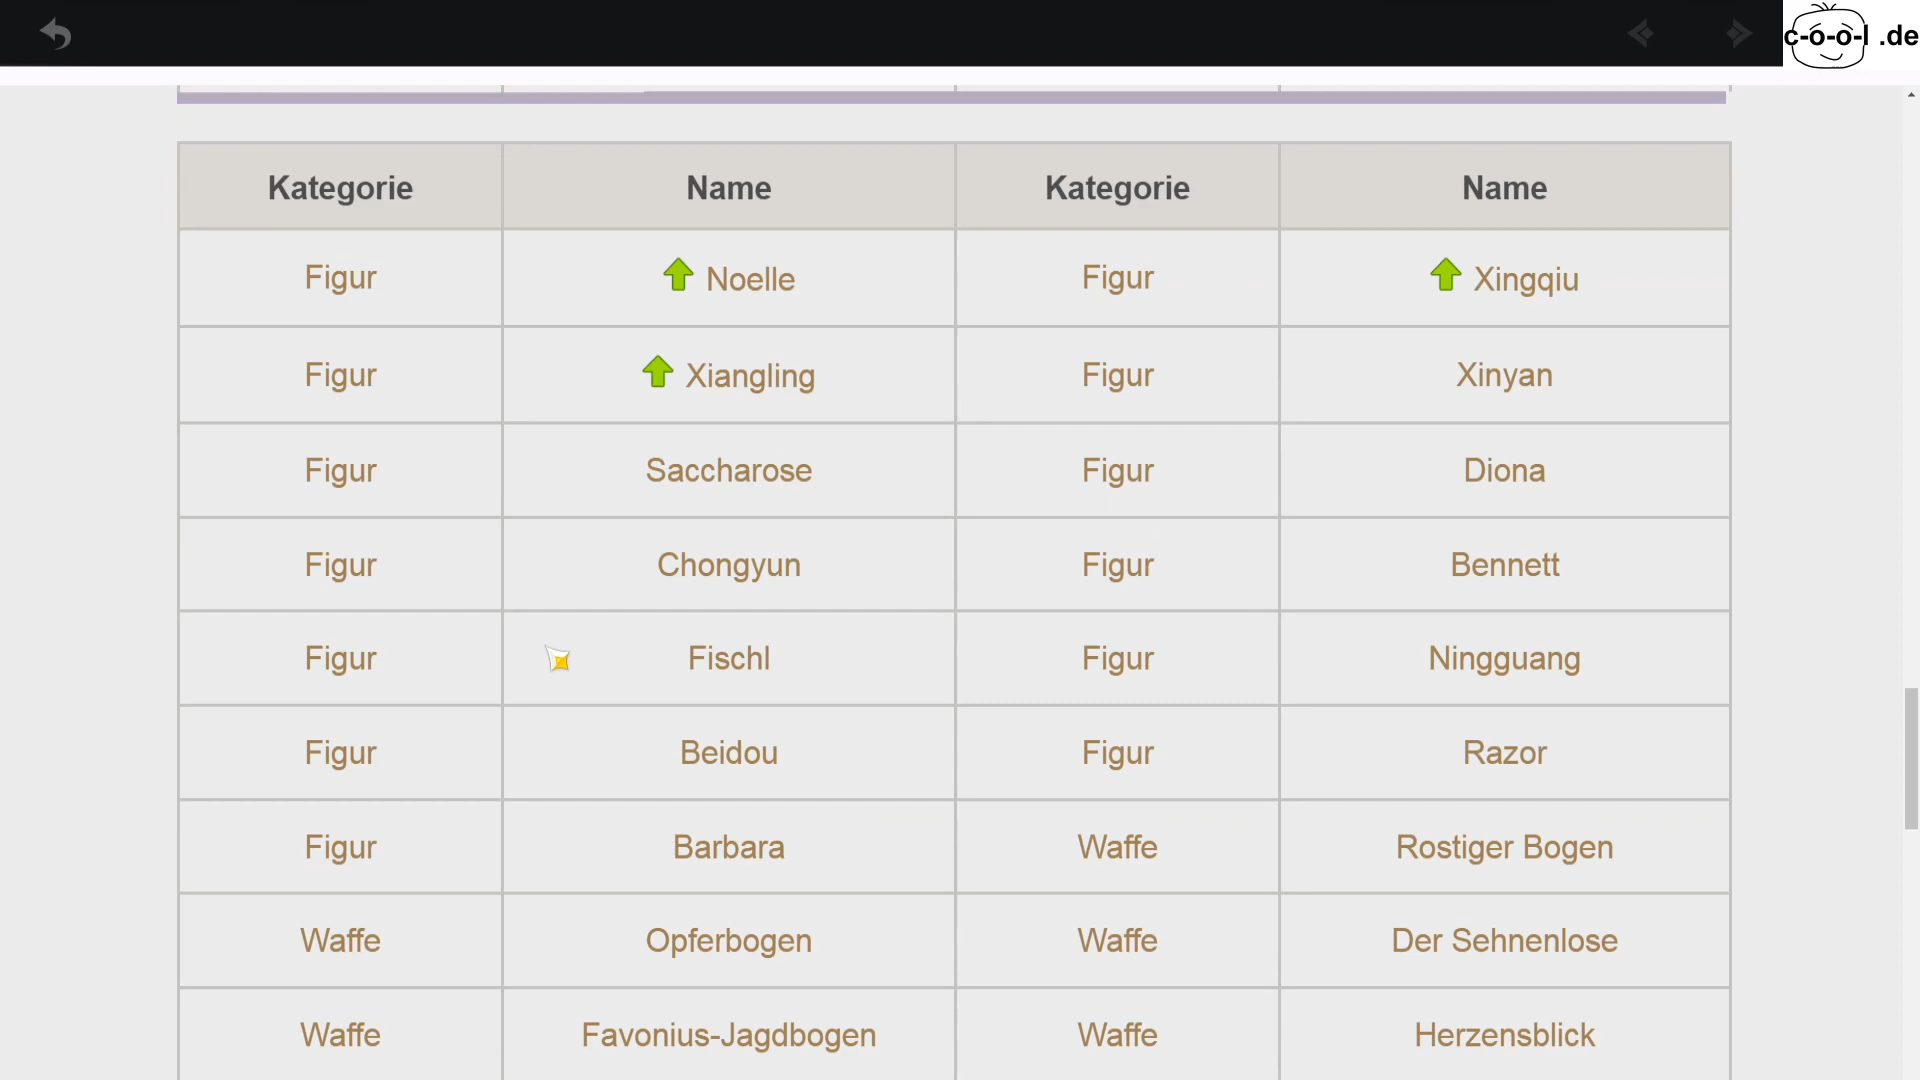 c-o-o-l .de
Kategorie Name Kategorie Name
Figur Noelle Figur Xingqiu
Figur Xiangling Figur Xinyan
Figur Saccharose Figur Diona
Figur Chongyun Figur Bennett
Figur Fischl Figur Ningguang
Figur Beidou Figur Razor
Figur Barbara Waffe Rostiger Bogen
Waffe Opferbogen Waffe Der Sehnenlose
Waffe Favonius-Jagdbogen Waffe Herzensblick